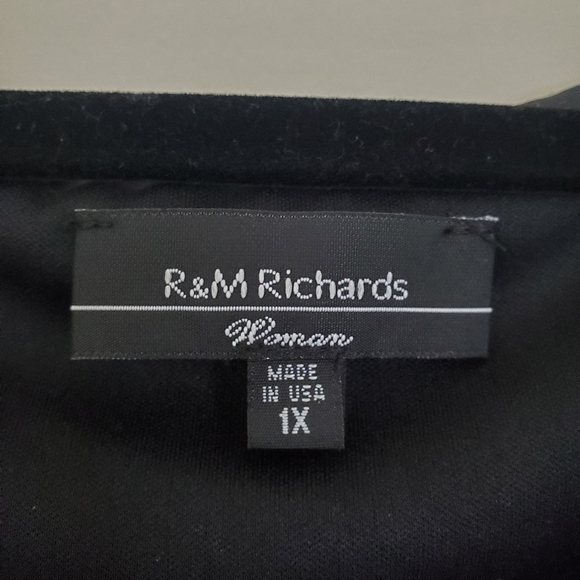 R&M Richards
Woman
MADE
IN USA
1X